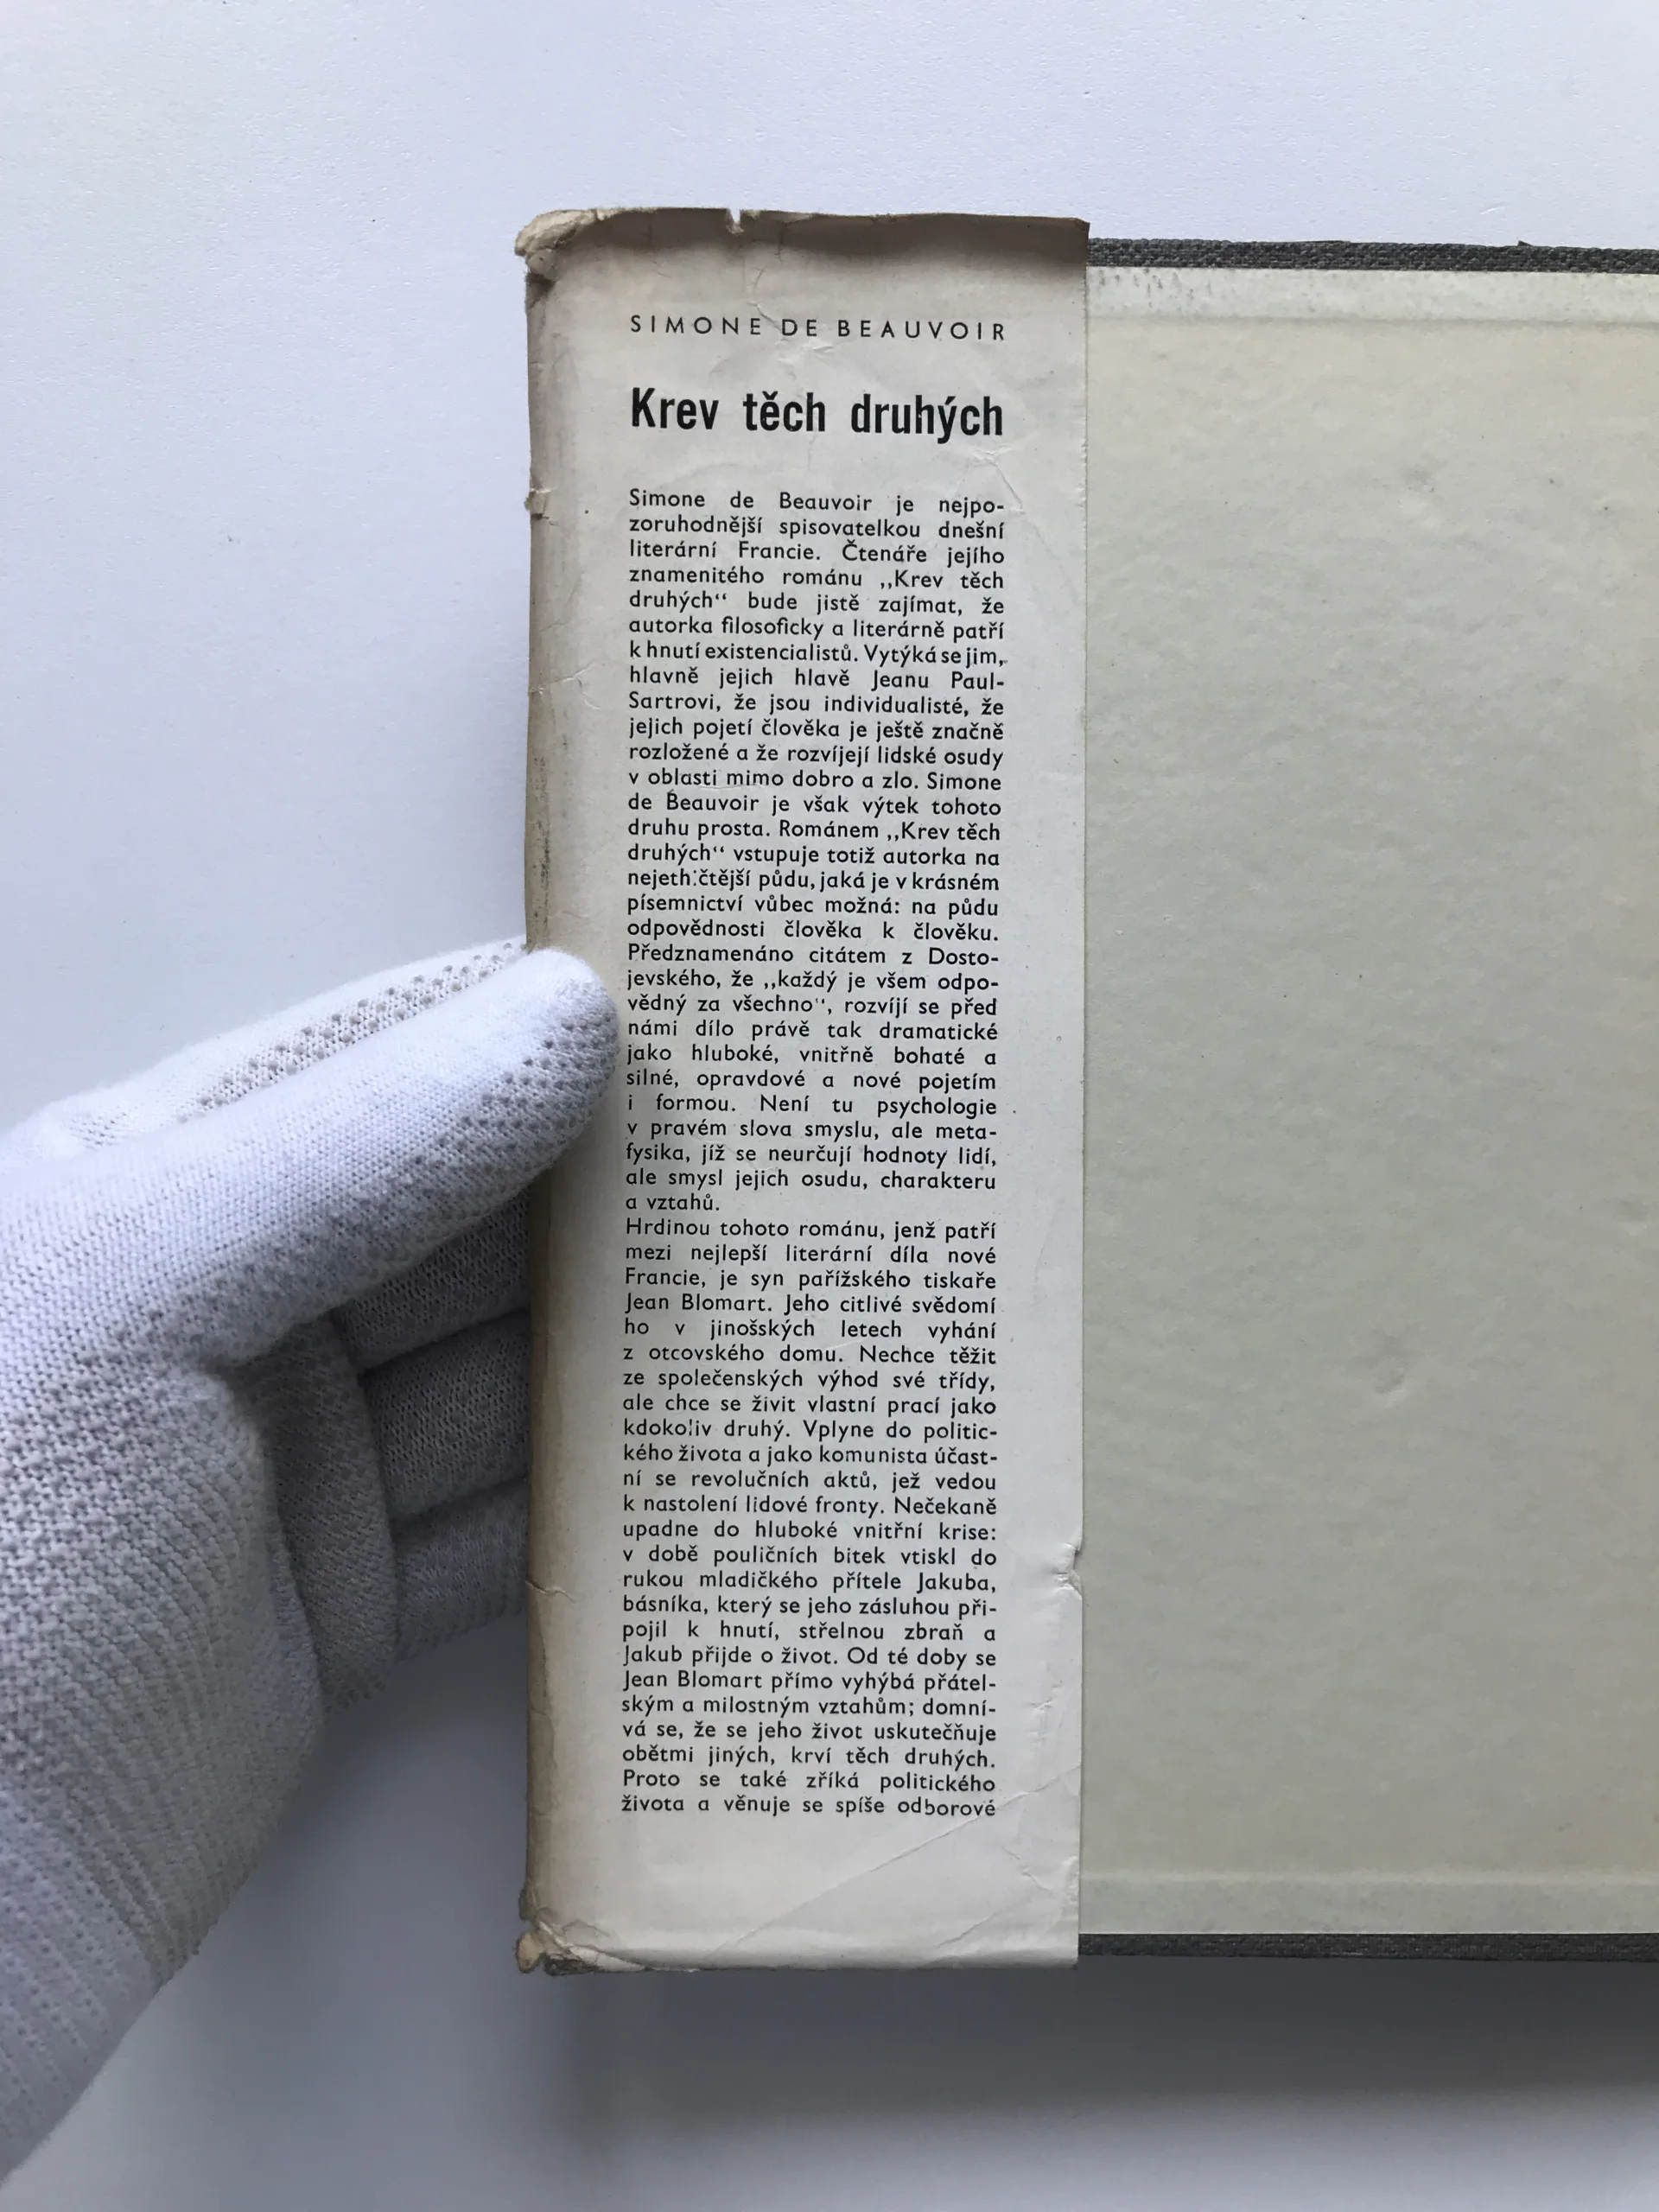 SIMONE DE BEAUVOIR
Krev těch druhých
Simone de Beauvoir je nejpo-
zoruhodnější spisovatelkou dnešní
literární Francie. Čtenáře jejího
znamenitého románu ,,Krev těch
druhých“ bude jistě zajímat, že
autorka filosoficky a literárně patří
k hnutí existencialistů. Vytýká se jim,
hlavně jejich hlavě Jeanu Paul-
Sartrovi, že jsou individualisté, že
jejich pojetí člověka je ještě značně
rozložené a že rozvíjejí lidské osudy
v oblasti mimo dobro a zlo. Simone
de Beauvoir je však výtek tohoto
druhu prosta. Románem ,,Krev těch
druhých“ vstupuje totiž autorka na
nejethičtější půdu, jaká je v krásném
písemnictví vůbec možná: na půdu
odpovědnosti člověka k člověku.
Předznamenáno citátem z Dosto-
jevského, že ,,každý je všem odpo-
vědný za všechno“, rozvíjí se před
námi dílo právě tak dramatické
jako hluboké, vnitřně bohaté a
silné, opravdové a nové pojetím
i formou. Není tu psychologie
v pravém slova smyslu, ale meta-
fysika, jíž se neurčují hodnoty lidí,
ale smysl jejich osudu, charakteru
a vztahů.
Hrdinou tohoto románu, jenž patří
mezi nejlepší literární díla nové
Francie, je syn pařížského tiskaře
Jean Blomart. Jeho citlivé svědomí
ho v jinošských letech vyhání
z otcovského domu. Nechce těžit
ze společenských výhod své třídy,
ale chce se živit vlastní prací jako
kdokoliv druhý. Vplyne do politic-
kého života a jako komunista účast-
ní se revolučních aktů, jež vedou
k nastolení lidové fronty. Nečekaně
upadne do hluboké vnitřní krise:
v době pouličních bitek vtiskl do
rukou mladičkého přítele Jakuba,
básníka, který se jeho zásluhou při-
pojil k hnutí, střelnou zbraň a
Jakub přijde o život. Od té doby se
Jean Blomart přímo vyhýbá přátel-
ským a milostným vztahům; domní-
vá se, že se jeho život uskutečňuje
obětmi jiných, krví těch druhých.
Proto se také zříká politického
života a věnuje se spíše odborové